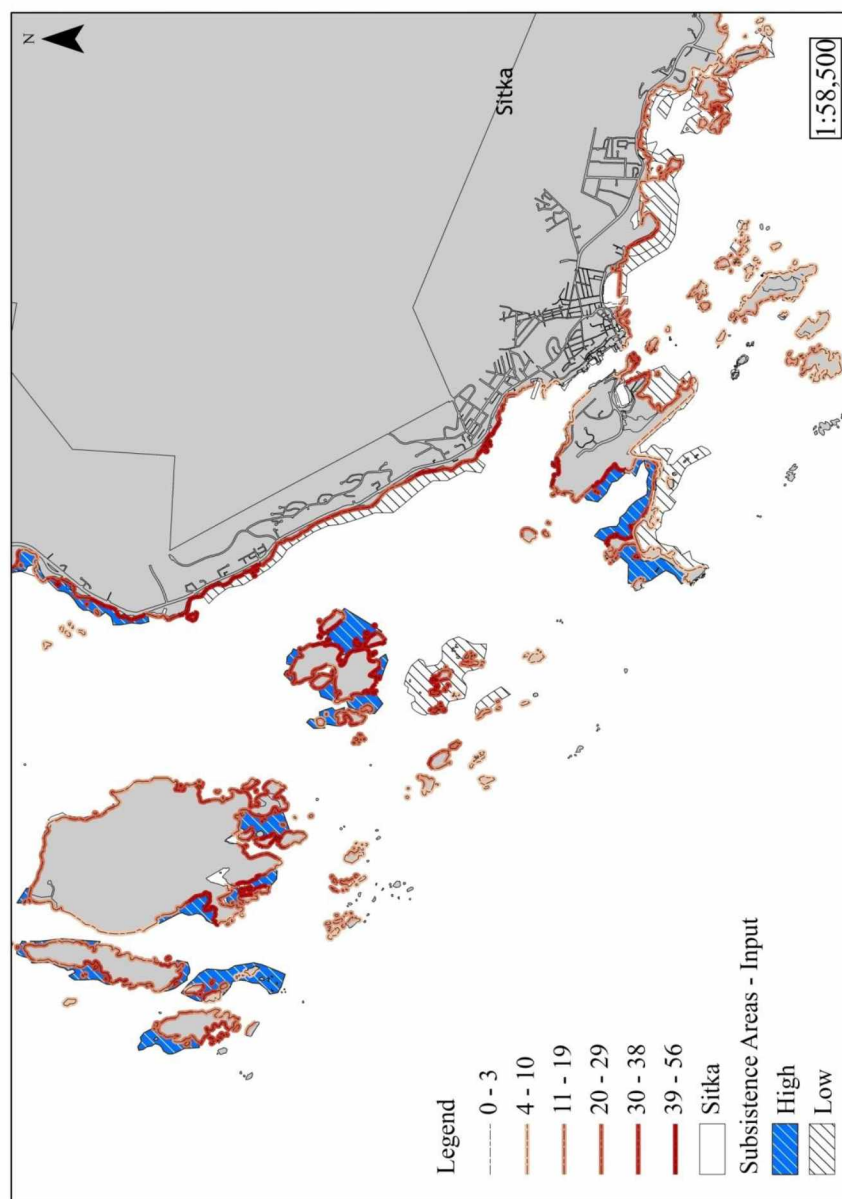 N
Sitka
1:58,500
Legend
0 - 3
4 - 10
11 - 19
20 - 29
30 - 38
39 - 56
Sitka
Subsistence Areas - Input
High
Low